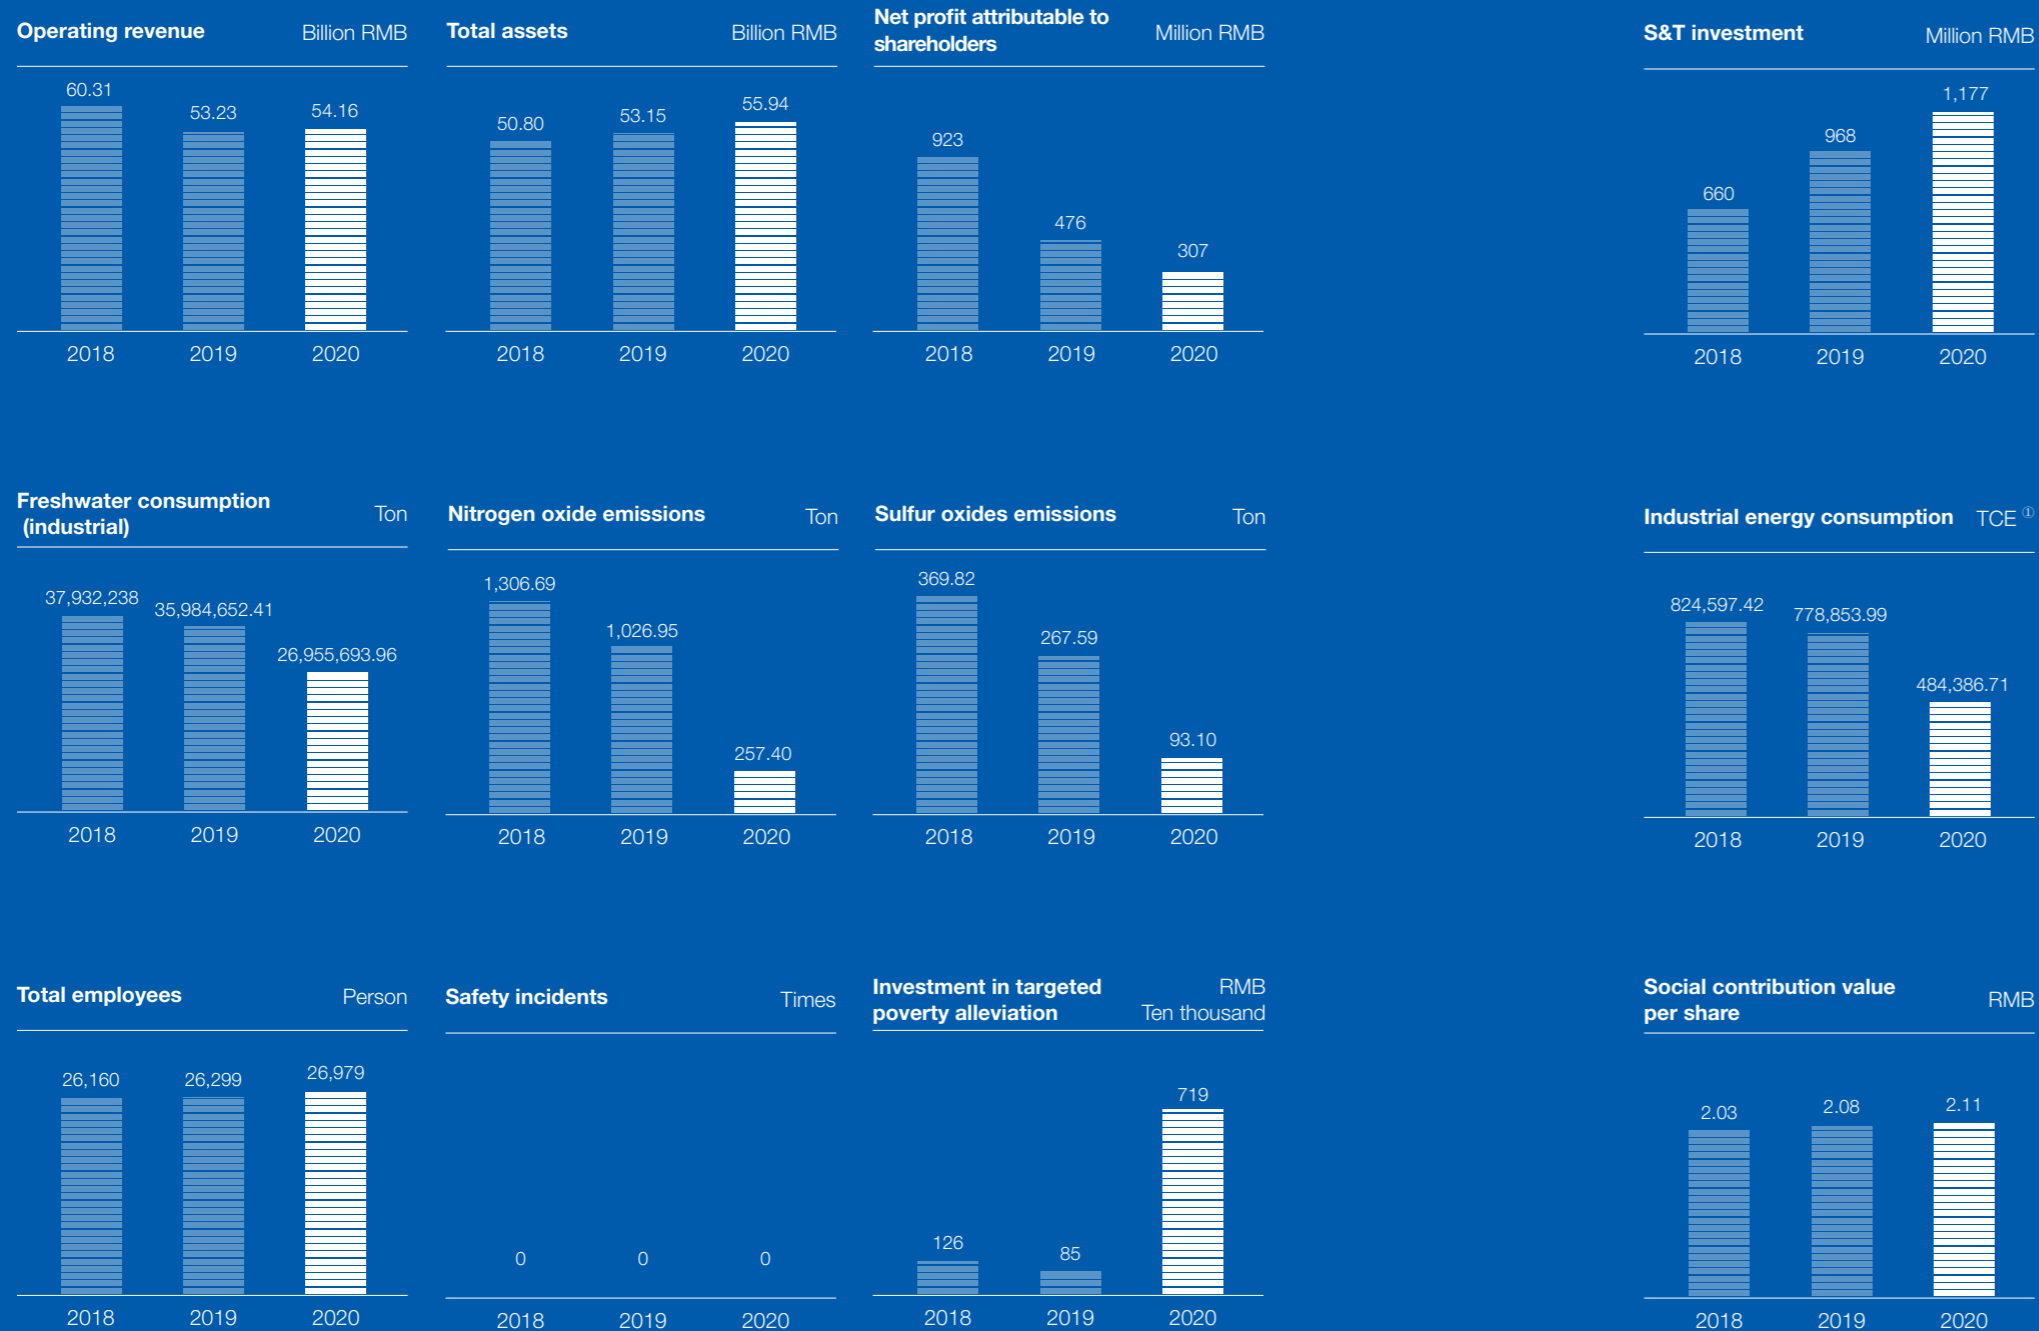 Operating revenue Billion RMB
60.31 53.23 54.16
2018 2019 2020
Total assets Billion RMB
50.80 53.15 55.94
2018 2019 2020
Net profit attributable to
shareholders Million RMB
923 476 307
2018 2019 2020
S&T investment Million RMB
660 968 1,177
2018 2019 2020
Freshwater consumption
(industrial) Ton
37,932,238 35,984,652.41 26,955,693.96
2018 2019 2020
Nitrogen oxide emissions Ton
1,306.69 1,026.95 257.40
2018 2019 2020
Sulfur oxides emissions Ton
369.82 267.59 93.10
2018 2019 2020
Industrial energy consumption TCE ①
824,597.42 778,853.99 484,386.71
2018 2019 2020
Total employees Person
26,160 26,299 26,979
2018 2019 2020
Safety incidents Times
0 0 0
2018 2019 2020
Investment in targeted RMB
poverty alleviation Ten thousand
126 85 719
2018 2019 2020
Social contribution value
per share RMB
2.03 2.08 2.11
2018 2019 2020